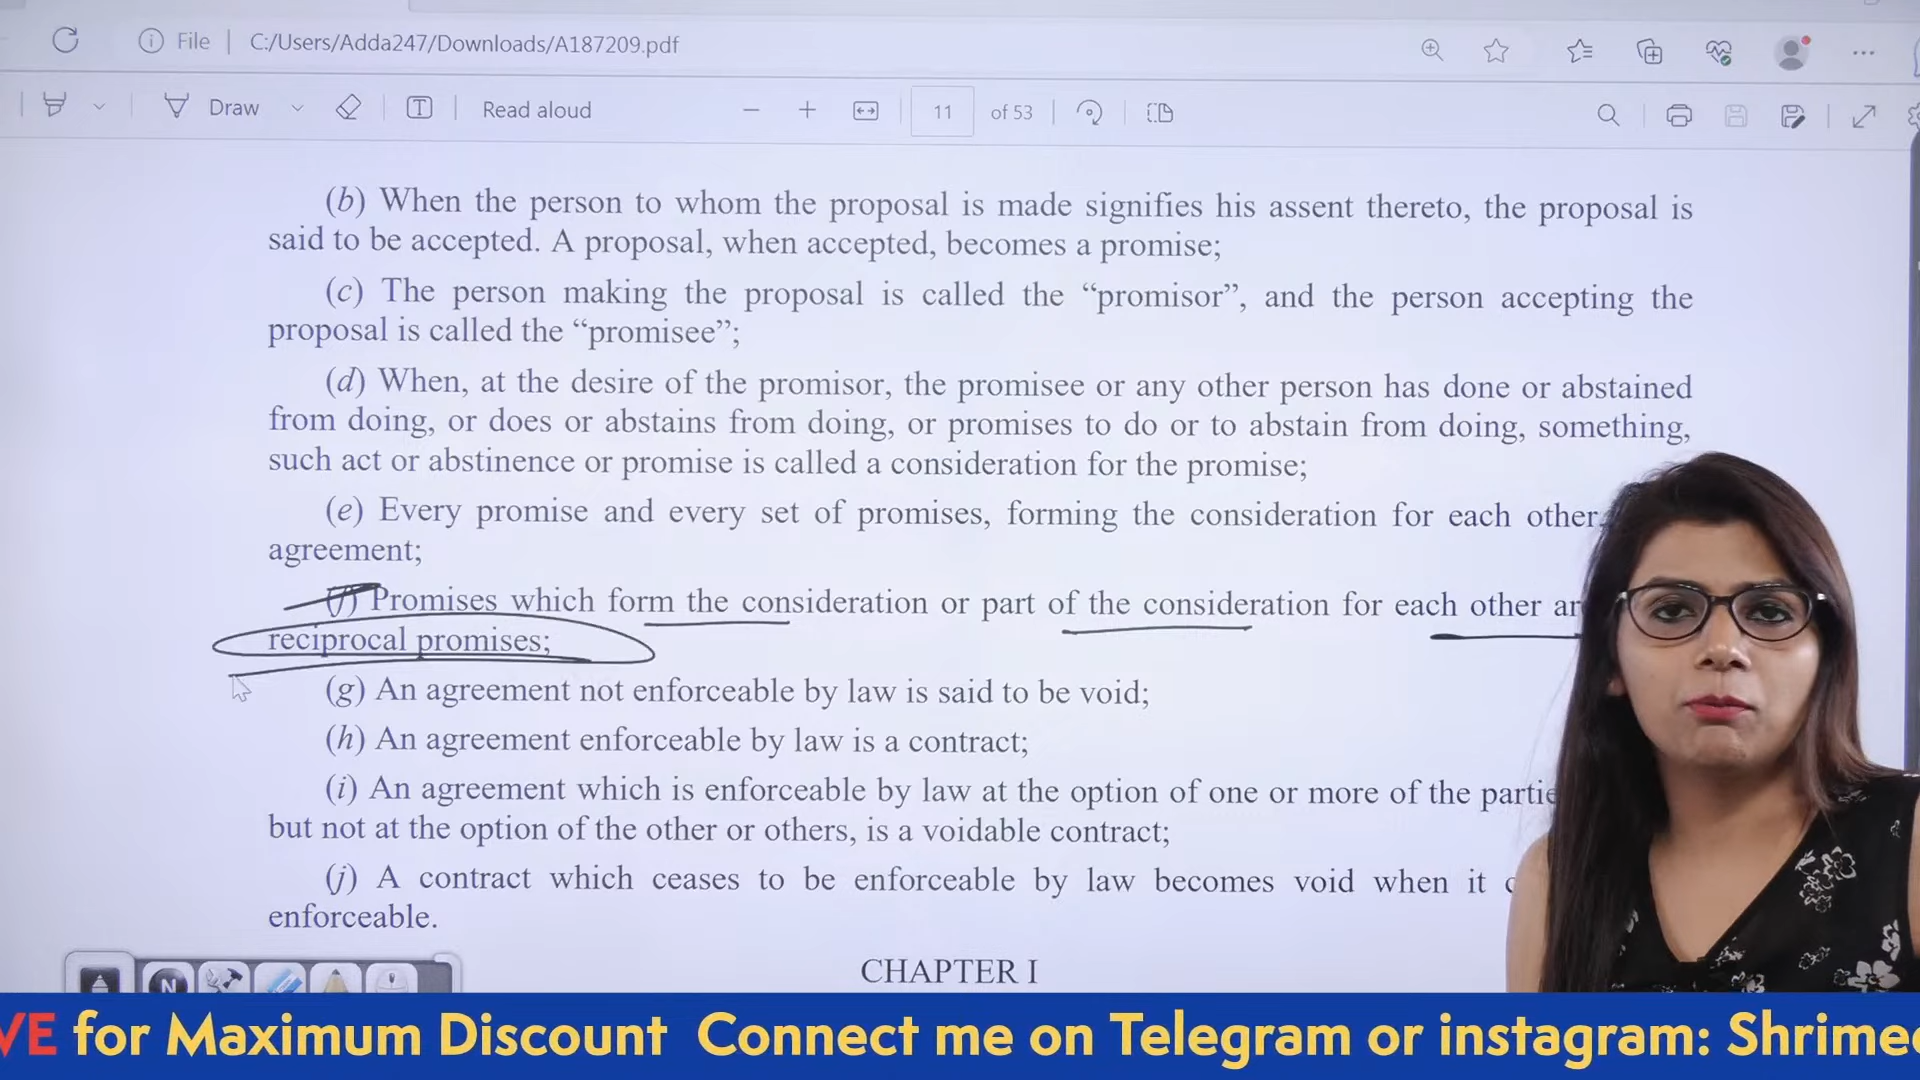 File | C:/Users/Adda247/Downloads/A187209.pdf
Draw Read aloud 11 of 53
(b) When the person to whom the proposal is made signifies his assent thereto, the proposal is
said to be accepted. A proposal, when accepted, becomes a promise;
(c) The person making the proposal is called the “promisor”, and the person accepting the
proposal is called the “promisee”;
(d) When, at the desire of the promisor, the promisee or any other person has done or abstained
from doing, or does or abstains from doing, or promises to do or to abstain from doing, something,
such act or abstinence or promise is called a consideration for the promise;
(e) Every promise and every set of promises, forming the consideration for each other
agreement;
(f) Promises which form the consideration or part of the consideration for each other
reciprocal promises;
(g) An agreement not enforceable by law is said to be void;
(h) An agreement enforceable by law is a contract;
(i) An agreement which is enforceable by law at the option of one or more of the
but not at the option of the other or others, is a voidable contract;
(j) A contract which ceases to be enforceable by law becomes void when it
enforceable.
CHAPTER I
for Maximum Discount Connect me on Telegram or instagram: